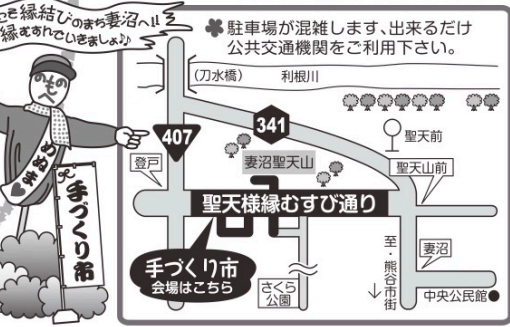 縁結びのまち妻沼へ!!
縁むすんでいきましょ♪♪
めぬま
手づくり市
駐車場が混雑します、出来るだけ
公共交通機関をご利用下さい。
(刀水橋)
利根川
407
341
聖天前
登戸
妻沼聖天山
聖天山前
聖天様縁むすび通り
手づくり市
会場はこちら
さくら
公園
至・熊谷市街
妻沼
中央公民館